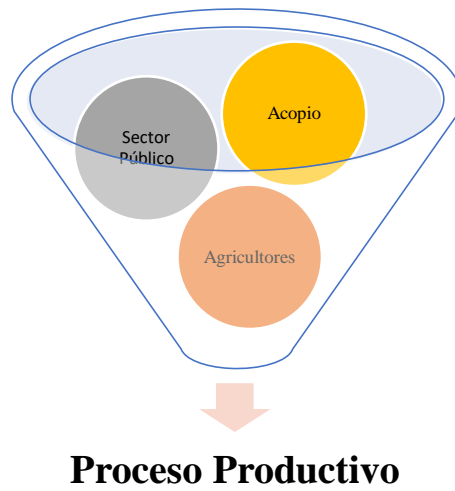 Acopio
Sector
Público
Agricultores
Proceso Productivo